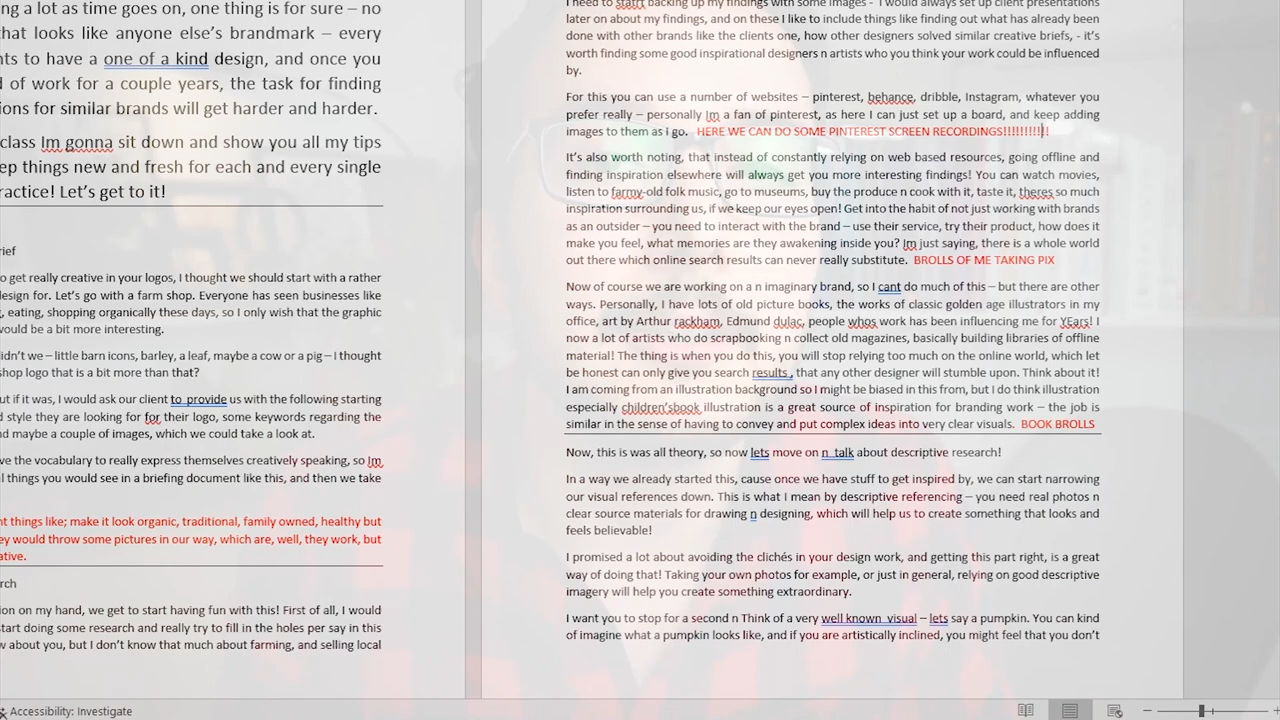 ng a lot as time goes on, one thing is for sure – no
that looks like anyone else's brandmark – every
nts to have a one of a kind design, and once you
d of work for a couple years, the task for finding
ions for similar brands will get harder and harder.
class Im gonna sit down and show you all my tips
ep things new and fresh for each and every single
ractice! Let's get to it!
rief
o get really creative in your logos, I thought we should start with a rather
design for. Let's go with a farm shop. Everyone has seen businesses like
, eating, shopping organically these days, so I only wish that the graphic
would be a bit more interesting.
didn't we – little barn icons, barley, a leaf, maybe a cow or a pig – i thought
shop logo that is a bit more than that?
ut if it was, I would ask our client to provide us with the following starting
d style they are looking for for their logo, some keywords regarding the
nd maybe a couple of images, which we could take a look at.
ve the vocabulary to really express themselves creatively speaking, so Im
l things you would see in a briefing document like this, and then we take
nt things like; make it look organic, traditional, family owned, healthy but
ey would throw some pictures in our way, which are, well, they work, but
ative.
rch
ion on my hand, we get to start having fun with this! First of all, I would
start doing some research and really try to fill in the holes per say in this
w about you, but I don't know that much about farming, and selling local
I need to start backing up my findings with some images - I would always set up client presentations
later on about my findings, and on these I like to include things like finding out what has already been
done with other brands like the clients one, how other designers solved similar creative briefs, - it's
worth finding some good inspirational designers n artists who you think your work could be influenced
by.
For this you can use a number of websites – pinterest, behance, dribble, Instagram, whatever you
prefer really – personally Im a fan of pinterest, as here I can just set up a board, and keep adding
images to them as I go. HERE WE CAN DO SOME PINTEREST SCREEN RECORDINGS!!!!!!!!!!!
It's also worth noting, that instead of constantly relying on web based resources, going offline and
finding inspiration elsewhere will always get you more interesting findings! You can watch movies,
listen to farmy-old folk music, go to museums, buy the produce n cook with it, taste it, theres so much
inspiration surrounding us, if we keep our eyes open! Get into the habit of not just working with brands
as an outsider – you need to interact with the brand – use their service, try their product, how does it
make you feel, what memories are they awakening inside you? Im just saying, there is a whole world
out there which online search results can never really substitute. BROLLS OF ME TAKING PIX
Now of course we are working on a n imaginary brand, so I cant do much of this – but there are other
ways. Personally, I have lots of old picture books, the works of classic golden age illustrators in my
office, art by Arthur rackham, Edmund dulac, people whos work has been influencing me for YEars! I
now a lot of artists who do scrapbooking n collect old magazines, basically building libraries of offline
material! The thing is when you do this, you will stop relying too much on the online world, which let
be honest can only give you search results , that any other designer will stumble upon. Think about it!
I am coming from an illustration background so I might be biased in this from, but I do think illustration
especially children'sbook illustration is a great source of inspiration for branding work – the job is
similar in the sense of having to convey and put complex ideas into very clear visuals. BOOK BROLLS
Now, this was all theory, so now lets move on n talk about descriptive research!
In a way we already started this, cause once we have stuff to get inspired by, we can start narrowing
our visual references down. This is what I mean by descriptive referencing – you need real photos n
clear source materials for drawing n designing, which will help us to create something that looks and
feels believable!
I promised a lot about avoiding the clichés in your design work, and getting this part right, is a great
way of doing that! Taking your own photos for example, or just in general, relying on good descriptive
imagery will help you create something extraordinary.
I want you to stop for a second n Think of a very well known visual – lets say a pumpkin. You can kind
of imagine what a pumpkin looks like, and if you are artistically inclined, you might feel that you don't
Accessibility: Investigate